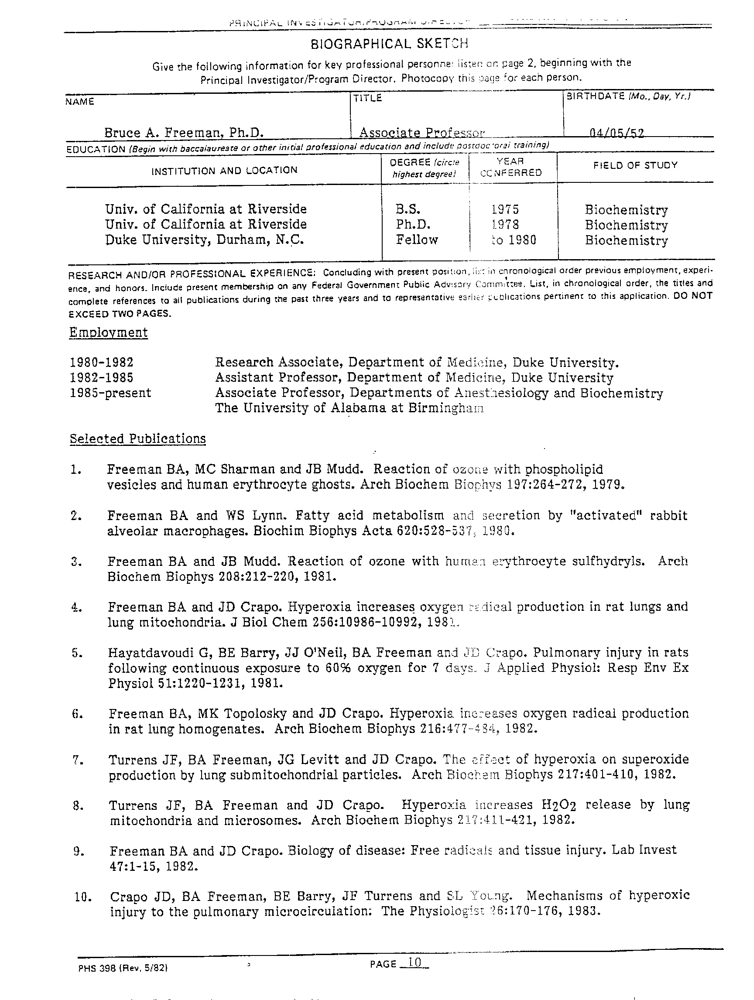 BIOGRAPHICAL SKETCH
Give the following information for key professional personnel listed on page 2, beginning with the
Principal Investigator/Program Director. Photocopy this page for each person.
NAME
TITLE
BIRTHDATE (Mo., Day, Yr.)
Bruce A. Freeman, Ph.D.
Associate Professor
04/05/52
EDUCATION (Begin with baccalaureate or other initial professional education and include postdoctoral training)
INSTITUTION AND LOCATION
DEGREE (circle highest degree)
YEAR CONFERRED
FIELD OF STUDY
Univ. of California at Riverside B.S. 1975 Biochemistry
Univ. of California at Riverside Ph.D. 1978 Biochemistry
Duke University, Durham, N.C. Fellow to 1980 Biochemistry
RESEARCH AND/OR PROFESSIONAL EXPERIENCE: Concluding with present position, list in chronological order previous employment, experi-
ence, and honors. Include present membership on any Federal Government Public Advisory Committee. List, in chronological order, the titles and
complete references to all publications during the past three years and to representative earlier publications pertinent to this application. DO NOT
EXCEED TWO PAGES.
Employment
1980-1982 Research Associate, Department of Medicine, Duke University.
1982-1985 Assistant Professor, Department of Medicine, Duke University
1985-present Associate Professor, Departments of Anesthesiology and Biochemistry
The University of Alabama at Birmingham
Selected Publications
1. Freeman BA, MC Sharman and JB Mudd. Reaction of ozone with phospholipid
vesicles and human erythrocyte ghosts. Arch Biochem Biophys 197:264-272, 1979.
2. Freeman BA and WS Lynn. Fatty acid metabolism and secretion by "activated" rabbit
alveolar macrophages. Biochim Biophys Acta 620:528-537, 1980.
3. Freeman BA and JB Mudd. Reaction of ozone with human erythrocyte sulfhydryls. Arch
Biochem Biophys 208:212-220, 1981.
4. Freeman BA and JD Crapo. Hyperoxia increases oxygen radical production in rat lungs and
lung mitochondria. J Biol Chem 256:10986-10992, 1981.
5. Hayatdavoudi G, BE Barry, JJ O'Neil, BA Freeman and JD Crapo. Pulmonary injury in rats
following continuous exposure to 60% oxygen for 7 days. J Applied Physiol: Resp Env Ex
Physiol 51:1220-1231, 1981.
6. Freeman BA, MK Topolosky and JD Crapo. Hyperoxia increases oxygen radical production
in rat lung homogenates. Arch Biochem Biophys 216:477-484, 1982.
7. Turrens JF, BA Freeman, JG Levitt and JD Crapo. The effect of hyperoxia on superoxide
production by lung submitochondrial particles. Arch Biochem Biophys 217:401-410, 1982.
8. Turrens JF, BA Freeman and JD Crapo. Hyperoxia increases H2O2 release by lung
mitochondria and microsomes. Arch Biochem Biophys 217:411-421, 1982.
9. Freeman BA and JD Crapo. Biology of disease: Free radicals and tissue injury. Lab Invest
47:1-15, 1982.
10. Crapo JD, BA Freeman, BE Barry, JF Turrens and SL Young. Mechanisms of hyperoxic
injury to the pulmonary microcirculation: The Physiologist 26:170-176, 1983.
PHS 398 (Rev. 5/82)
PAGE 10